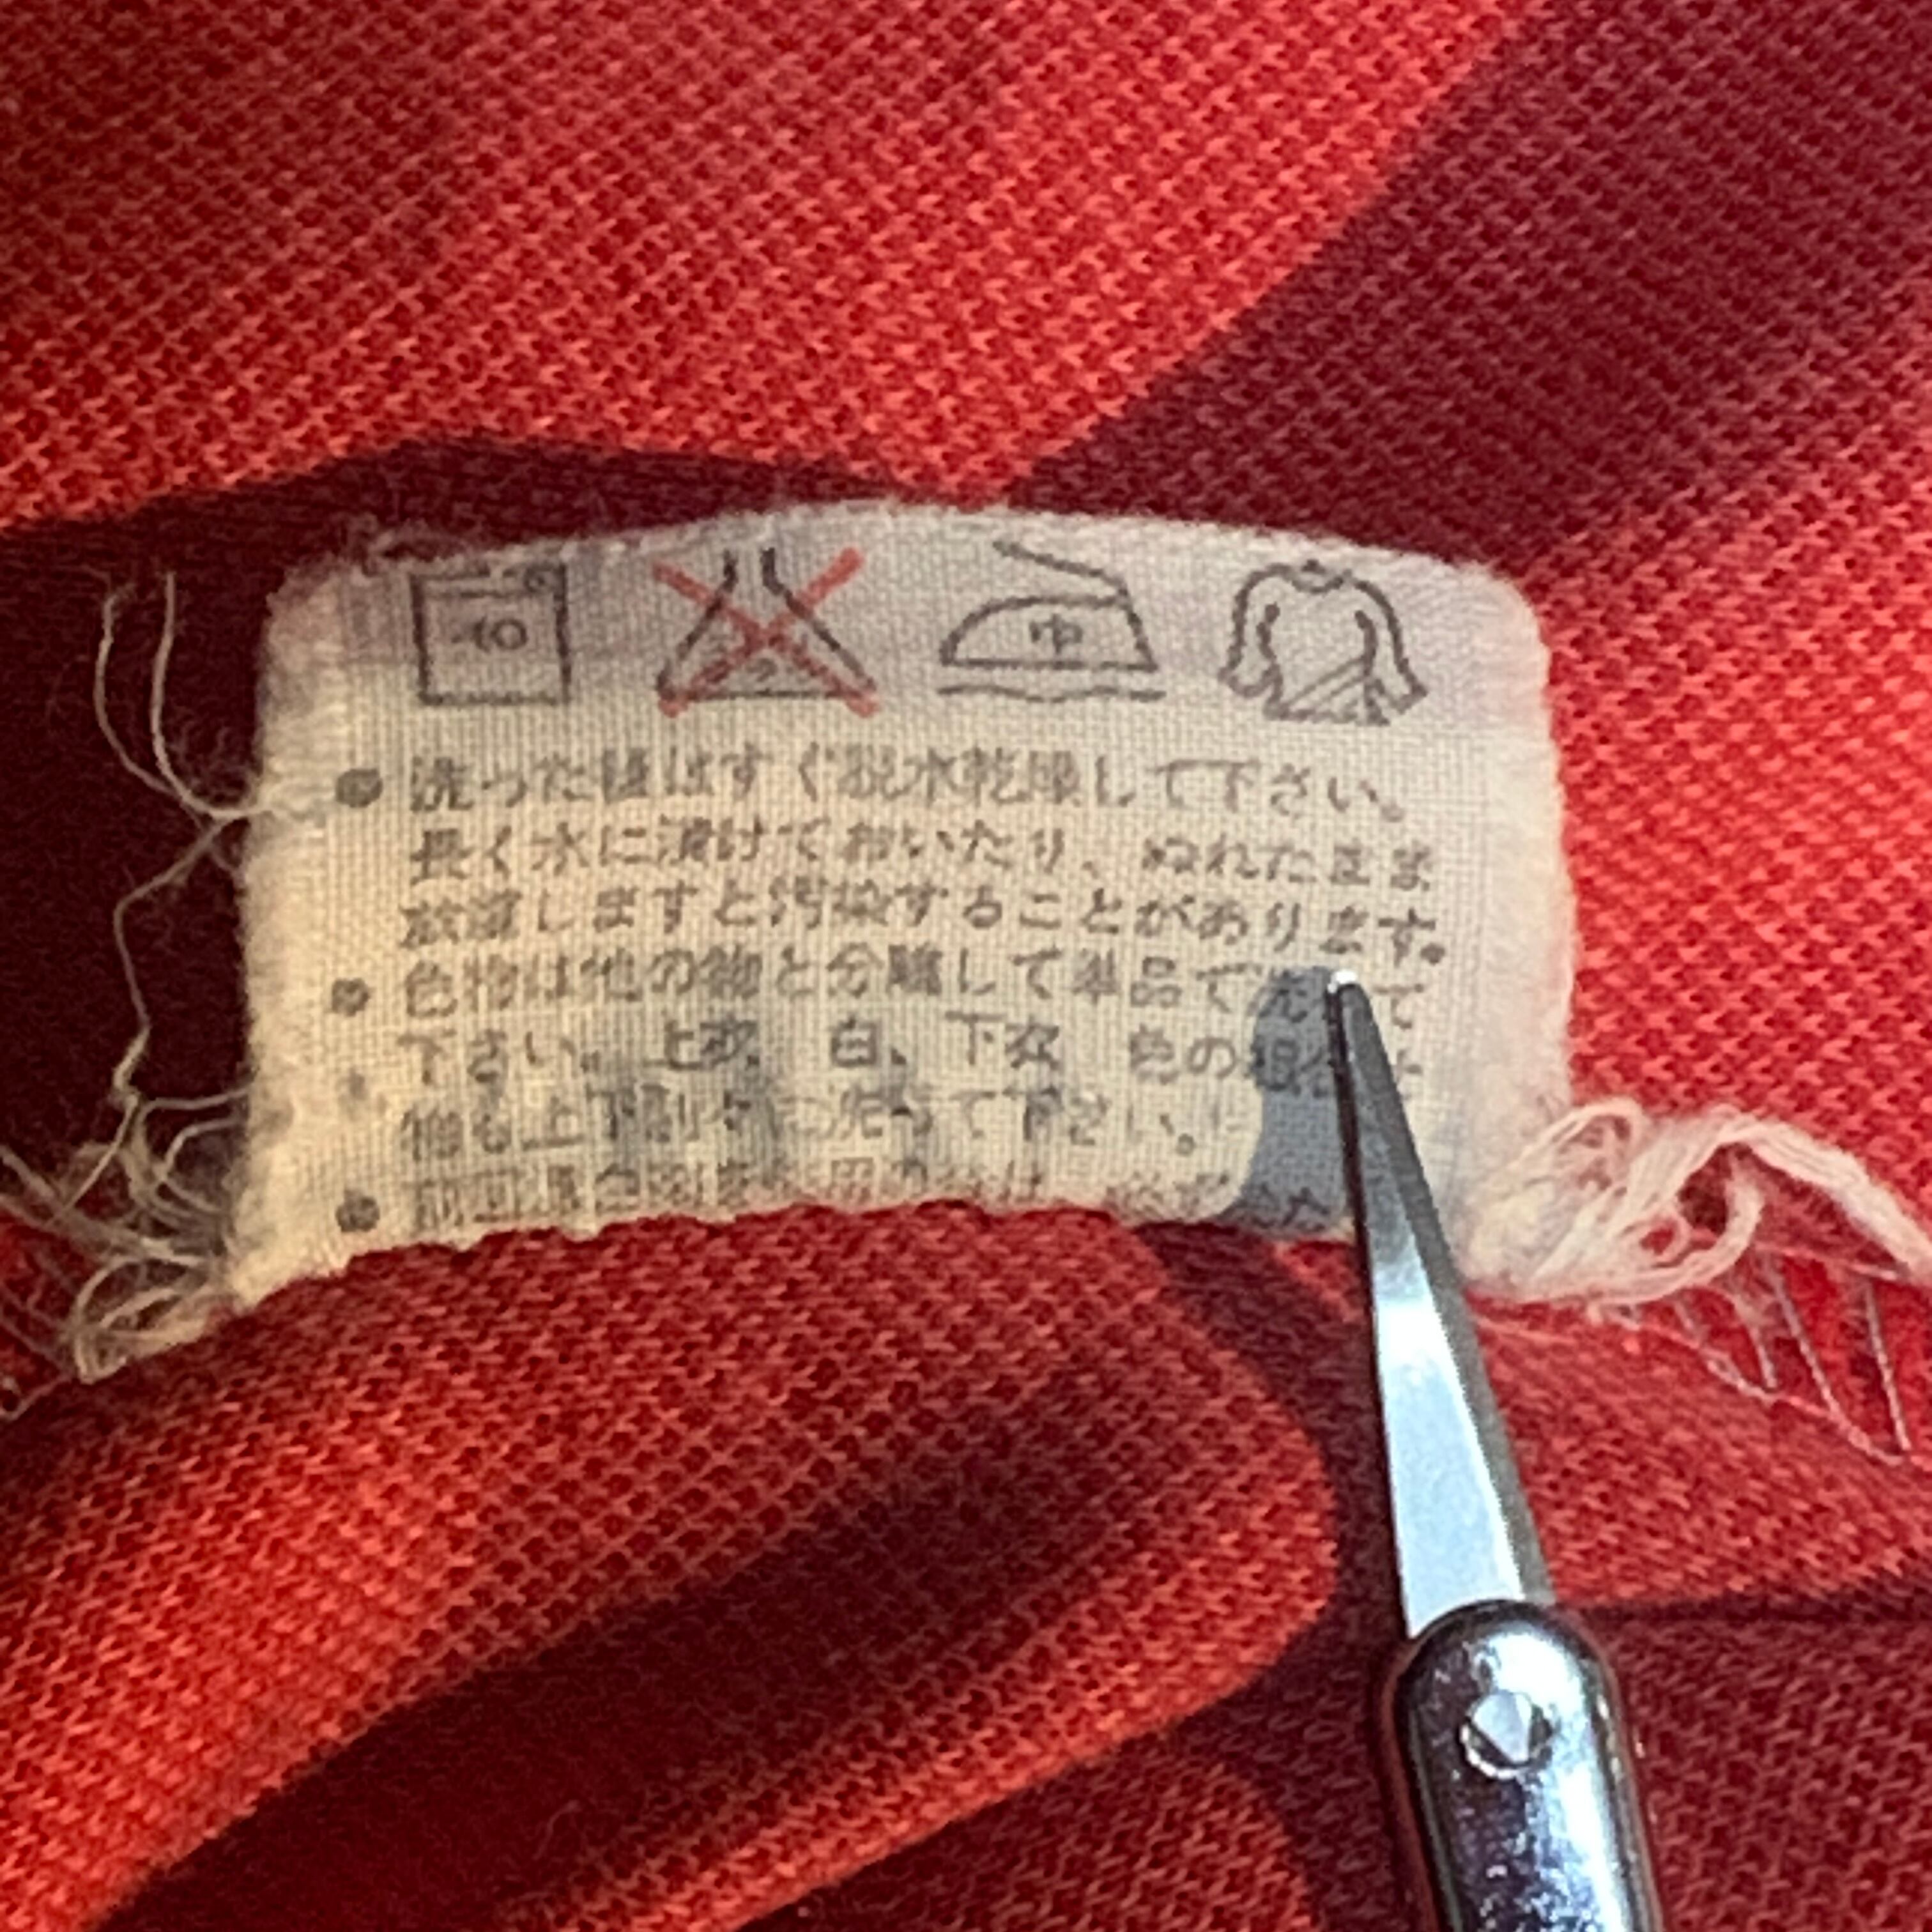 40
中
● 洗った後はすぐ脱水乾燥して下さい。
長く水に漬けておいたり、ぬれたまま
放置しますと汚染することがあります。
● 色物は他の物と分離して単品で洗って
下さい。上衣 白、下衣 色の組合せ
物も上下別々に洗って下さい。